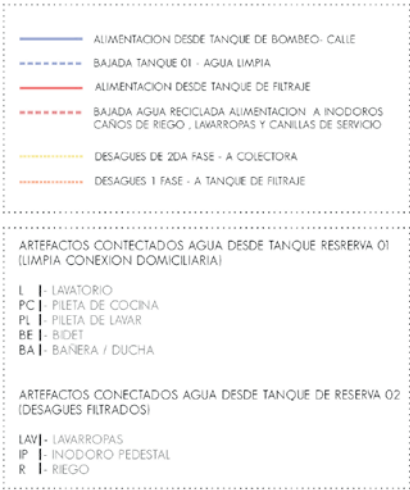 ALIMENTACION DESDE TANQUE DE BOMBEO- CALLE
BAJADA TANQUE 01 - AGUA LIMPIA
ALIMENTACION DESDE TANQUE DE FILTRAJE
BAJADA AGUA RECICLADA ALIMENTACION A INODOROS
CAÑOS DE RIEGO , LAVARROPAS Y CANILLAS DE SERVICIO
DESAGUES DE 2DA FASE - A COLECTORA
DESAGUES 1 FASE - A TANQUE DE FILTRAJE
ARTEFACTOS CONTECTADOS AGUA DESDE TANQUE RESRERVA 01
(LIMPIA CONEXION DOMICILIARIA)
L |- LAVATORIO
PC |- PILETA DE COCINA
PL |- PILETA DE LAVAR
BE |- BIDET
BA |- BAÑERA / DUCHA
ARTEFACTOS CONECTADOS AGUA DESDE TANQUE DE RESERVA 02
(DESAGUES FILTRADOS)
LAV|- LAVARROPAS
IP |- INODORO PEDESTAL
R |- RIEGO